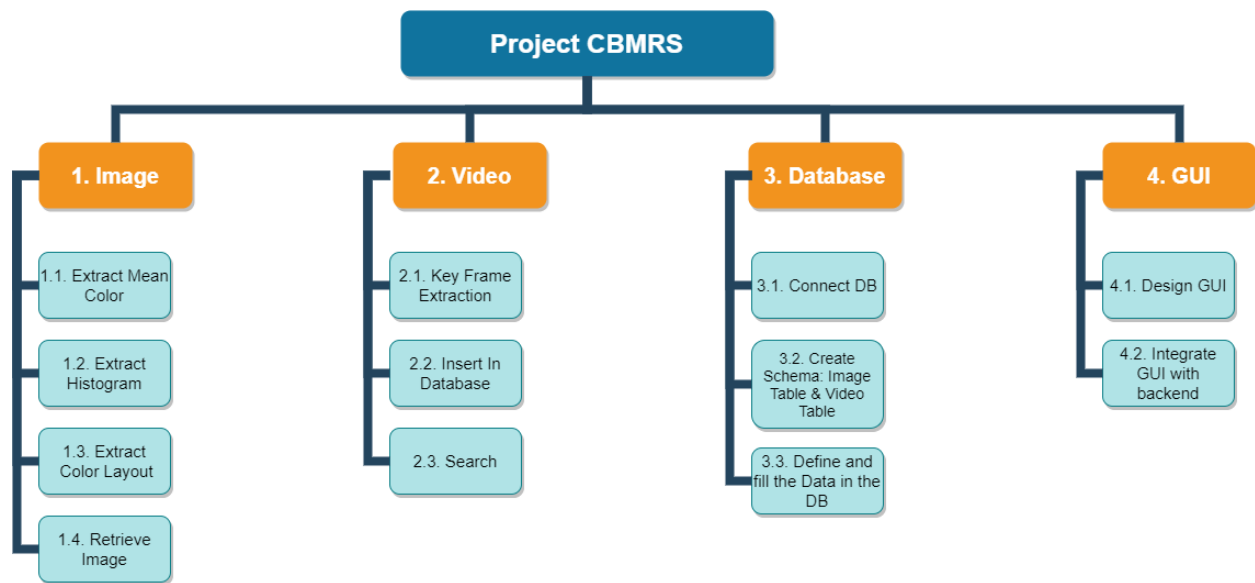 Project CBMRS
1. Image
2. Video
3. Database
4. GUI
1.1. Extract Mean
Color
1.2. Extract
Histogram
1.3. Extract
Color Layout
1.4. Retrieve
Image
2.1. Key Frame
Extraction
2.2. Insert In
Database
2.3. Search
3.1. Connect DB
3.2. Create
Schema: Image
Table & Video
Table
3.3. Define and
fill the Data in the
DB
4.1. Design GUI
4.2. Integrate
GUI with
backend